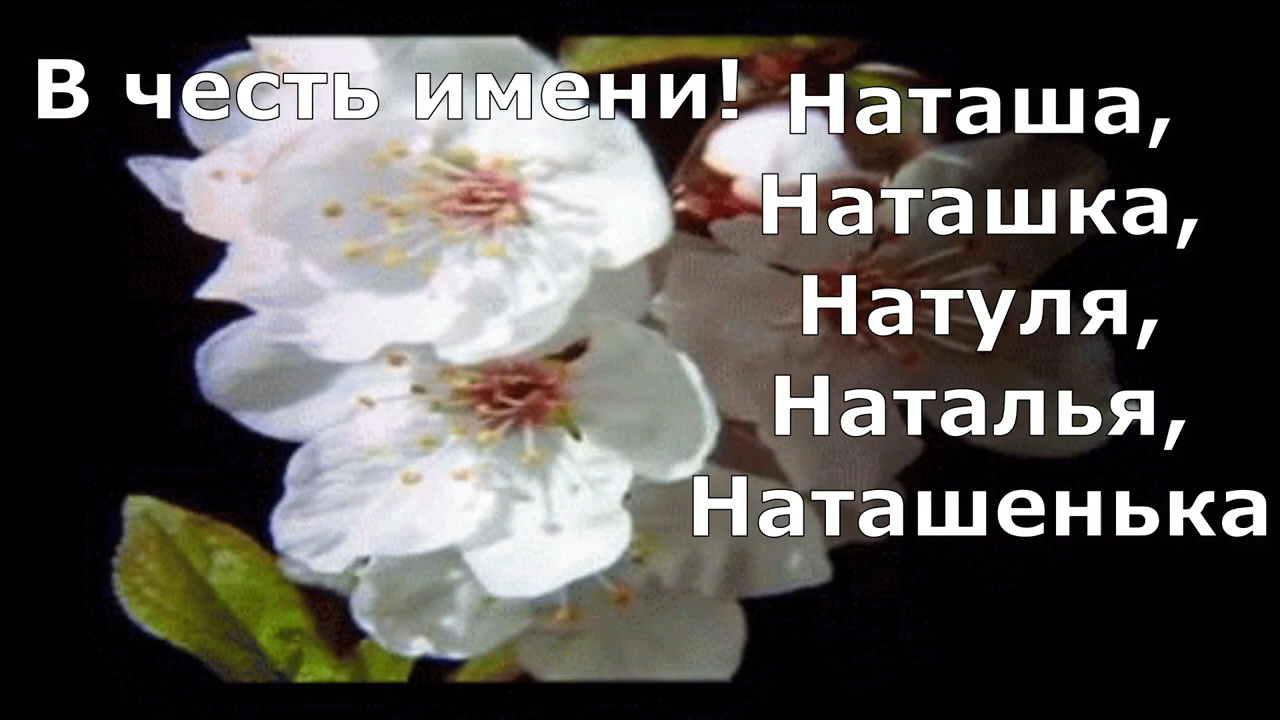 В честь имени!
Наташа,
Наташка,
Натуля,
Наталья,
Наташенька